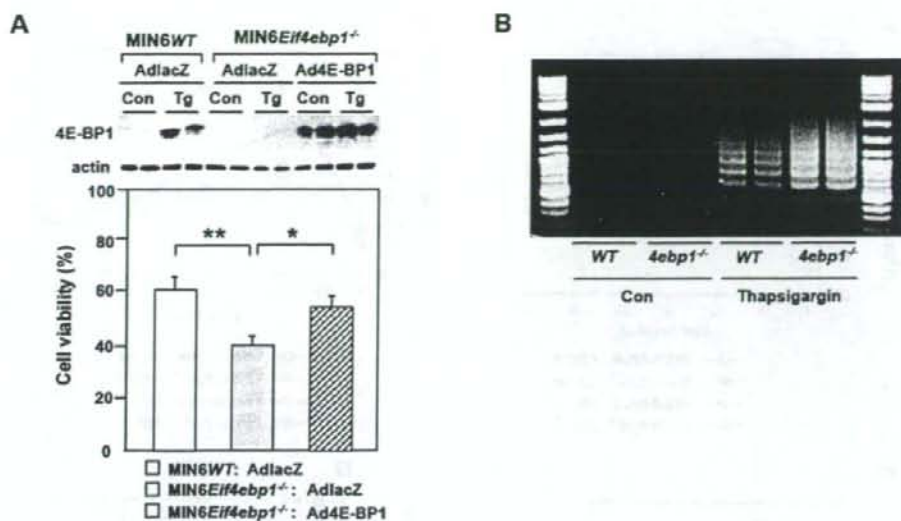 A
MIN6WT MIN6Eif4ebp1-/-
AdlacZ AdlacZ Ad4E-BP1
Con Tg Con Tg Con Tg
4E-BP1
actin
100
80
60
40
20
0
Cell viability (%)
** *
MIN6WT: AdlacZ
MIN6Eif4ebp1-/-: AdlacZ
MIN6Eif4ebp1-/-: Ad4E-BP1
B
WT 4ebp1-/- WT 4ebp1-/-
Con Thapsigargin